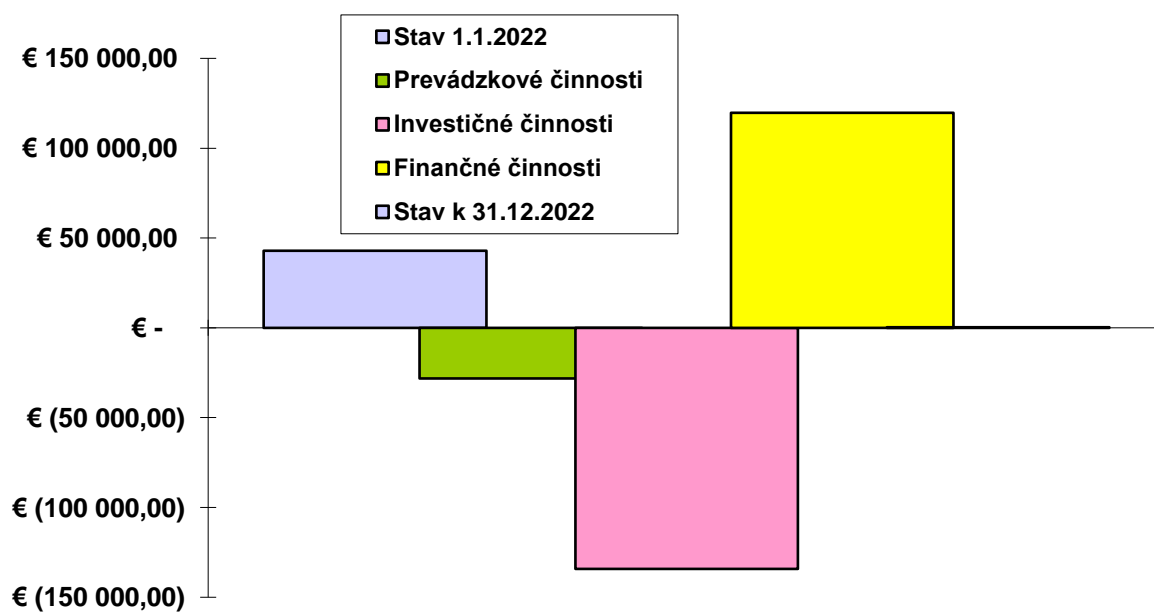 Stav 1.1.2022
Prevádzkové činnosti
Investičné činnosti
Finančné činnosti
Stav k 31.12.2022
€ 150 000,00
€ 100 000,00
€ 50 000,00
€ -
€ (50 000,00)
€ (100 000,00)
€ (150 000,00)